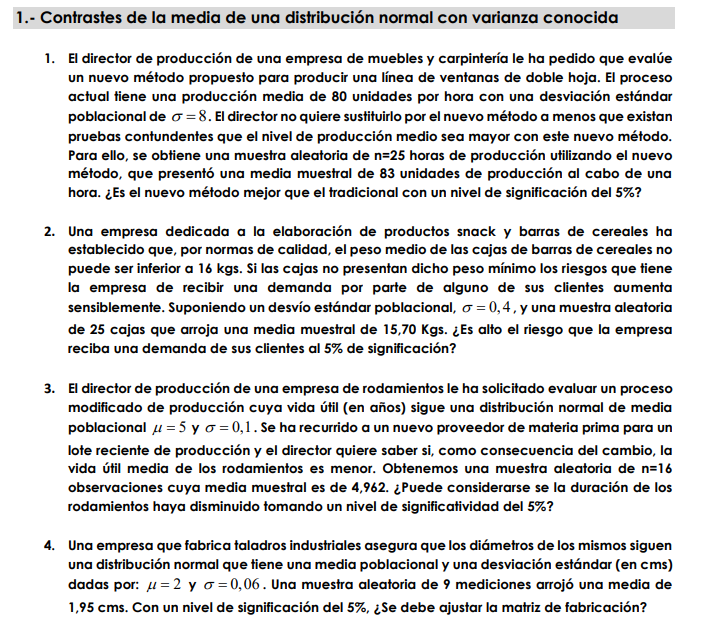 1.- Contrastes de la media de una distribución normal con varianza conocida
1. El director de producción de una empresa de muebles y carpintería le ha pedido que evalúe
un nuevo método propuesto para producir una línea de ventanas de doble hoja. El proceso
actual tiene una producción media de 80 unidades por hora con una desviación estándar
poblacional de σ = 8. El director no quiere sustituirlo por el nuevo método a menos que existan
pruebas contundentes que el nivel de producción medio sea mayor con este nuevo método.
Para ello, se obtiene una muestra aleatoria de n=25 horas de producción utilizando el nuevo
método, que presentó una media muestral de 83 unidades de producción al cabo de una
hora. ¿Es el nuevo método mejor que el tradicional con un nivel de significación del 5%?
2. Una empresa dedicada a la elaboración de productos snack y barras de cereales ha
establecido que, por normas de calidad, el peso medio de las cajas de barras de cereales no
puede ser inferior a 16 kgs. Si las cajas no presentan dicho peso mínimo los riesgos que tiene
la empresa de recibir una demanda por parte de alguno de sus clientes aumenta
sensiblemente. Suponiendo un desvío estándar poblacional, σ = 0,4, y una muestra aleatoria
de 25 cajas que arroja una media muestral de 15,70 Kgs. ¿Es alto el riesgo que la empresa
reciba una demanda de sus clientes al 5% de significación?
3. El director de producción de una empresa de rodamientos le ha solicitado evaluar un proceso
modificado de producción cuya vida útil (en años) sigue una distribución normal de media
poblacional μ = 5 y σ = 0,1. Se ha recurrido a un nuevo proveedor de materia prima para un
lote reciente de producción y el director quiere saber si, como consecuencia del cambio, la
vida útil media de los rodamientos es menor. Obtenemos una muestra aleatoria de n=16
observaciones cuya media muestral es de 4,962. ¿Puede considerarse se la duración de los
rodamientos haya disminuido tomando un nivel de significatividad del 5%?
4. Una empresa que fabrica taladros industriales asegura que los diámetros de los mismos siguen
una distribución normal que tiene una media poblacional y una desviación estándar (en cms)
dadas por: μ = 2 y σ = 0,06. Una muestra aleatoria de 9 mediciones arrojó una media de
1,95 cms. Con un nivel de significación del 5%, ¿Se debe ajustar la matriz de fabricación?